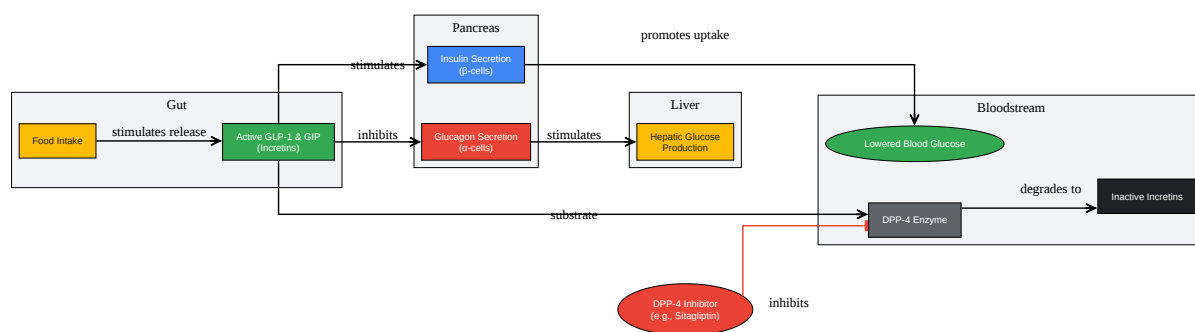 Pancreas
promotes uptake
Insulin Secretion
(β-cells)
stimulates
Gut
Liver
Bloodstream
Food Intake
stimulates release
Active GLP-1 & GIP
(Incretins)
inhibits
Glucagon Secretion
(α-cells)
stimulates
Hepatic Glucose
Production
Lowered Blood Glucose
degrades to
Inactive Incretins
substrate
DPP-4 Enzyme
DPP-4 Inhibitor
(e.g., Sitagliptin)
inhibits